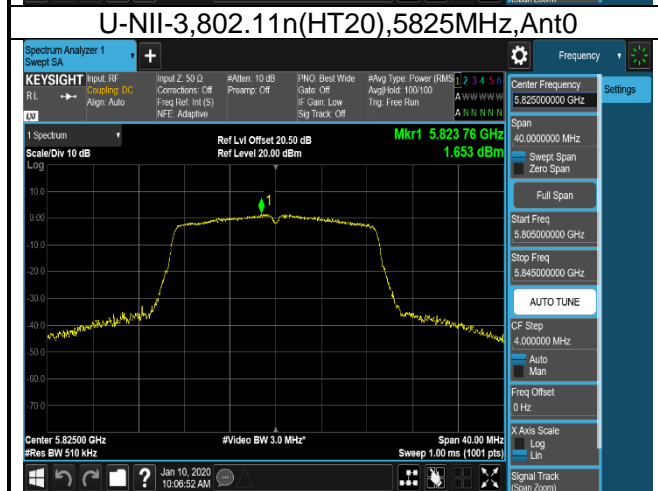 U-NII-3,802.11n(HT20),5825MHz,Ant0
Spectrum Analyzer 1
Swept SA
+
Frequency
KEYSIGHT
RL
Input: RF
Coupling: DC
Align: Auto
Input Z: 50 Ω
Corrections: Off
Freq Ref: Int (S)
NFE: Adaptive
#Atten: 10 dB
Preamp: Off
PNO: Best Wide
Gate: Off
IF Gain: Low
Sig Track: Off
#Avg Type: Power (RMS
Avg|Hold: 100/100
Trig: Free Run
1 2 3 4 5 6
A W W W W W
A N N N N N
LXI
1 Spectrum
Scale/Div 10 dB
Log
Ref Lvl Offset 20.50 dB
Ref Level 20.00 dBm
Mkr1 5.823 76 GHz
1.653 dBm
10.0
0.00
-10.0
-20.0
-30.0
-40.0
-50.0
-60.0
-70.0
1
Center 5.82500 GHz
#Res BW 510 kHz
#Video BW 3.0 MHz*
Span 40.00 MHz
Sweep 1.00 ms (1001 pts)
Center Frequency
5.825000000 GHz
Settings
Span
40.0000000 MHz
Swept Span
Zero Span
Full Span
Start Freq
5.805000000 GHz
Stop Freq
5.845000000 GHz
AUTO TUNE
CF Step
4.000000 MHz
Auto
Man
Freq Offset
0 Hz
X Axis Scale
Log
Lin
Signal Track
(Span Zoom)
?
Jan 10, 2020
10:06:52 AM